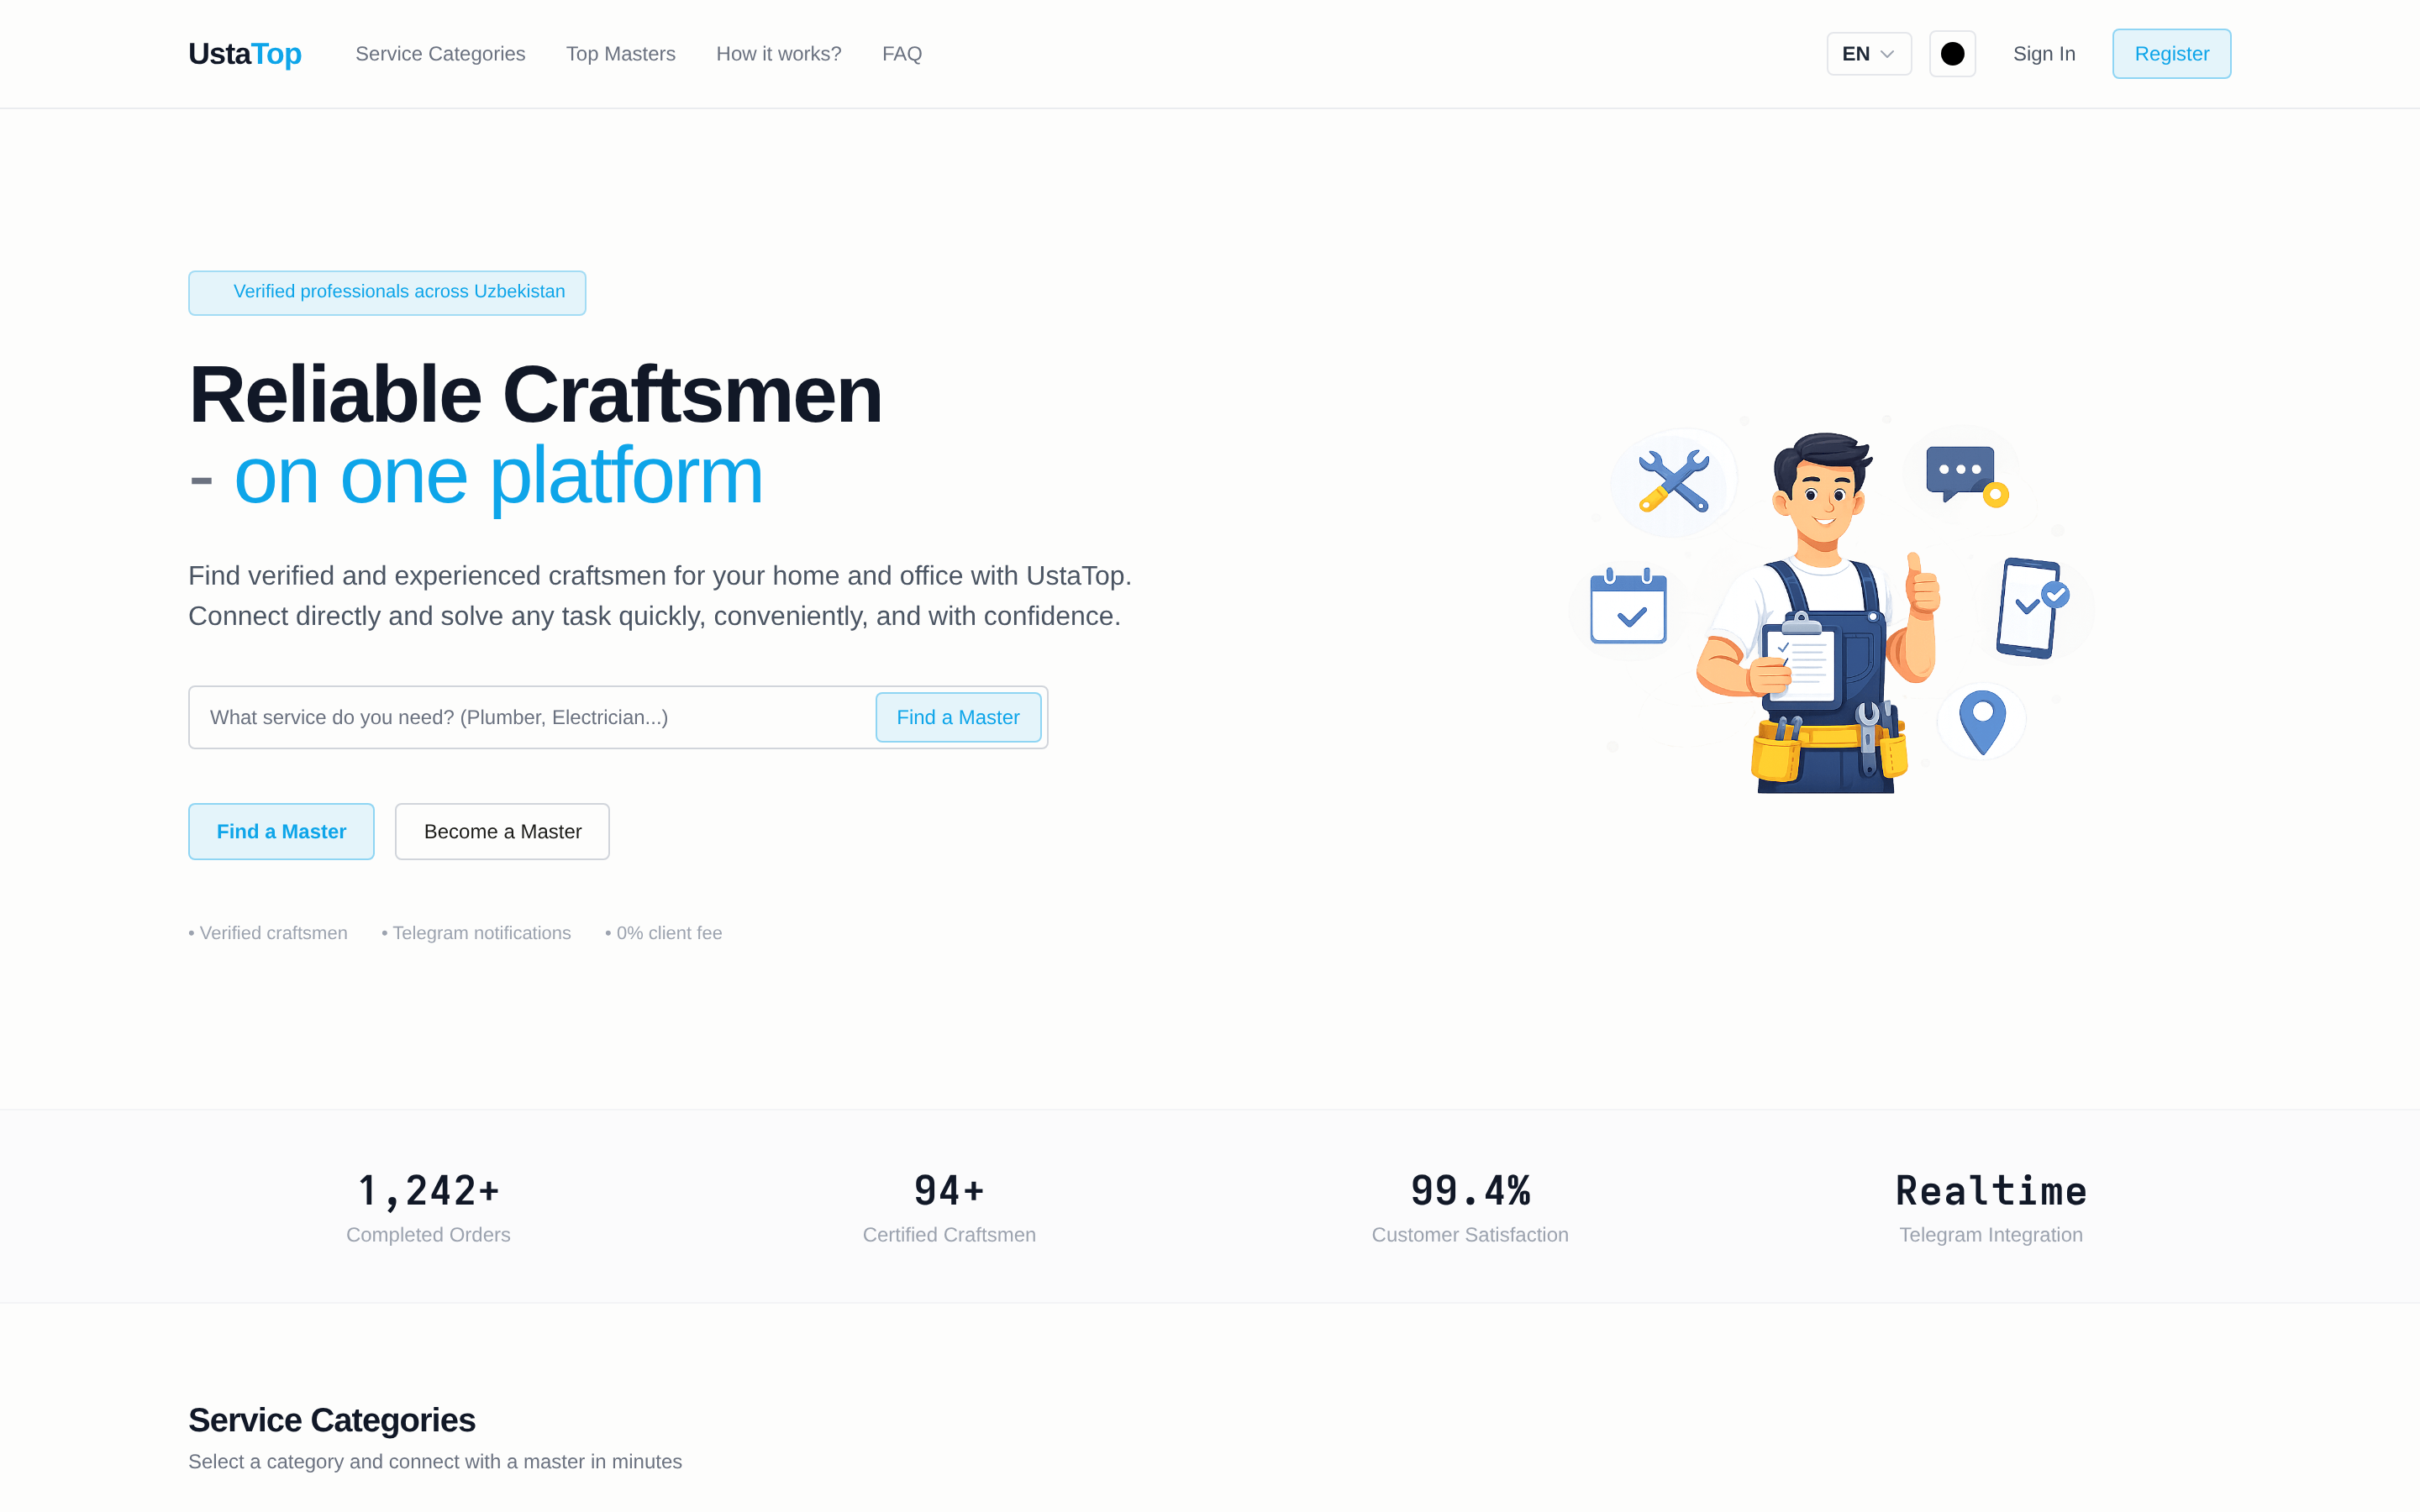 UstaTop
Service Categories
Top Masters
How it works?
FAQ
EN
Sign In
Register
Verified professionals across Uzbekistan
Reliable Craftsmen
- on one platform
Find verified and experienced craftsmen for your home and office with UstaTop.
Connect directly and solve any task quickly, conveniently, and with confidence.
What service do you need? (Plumber, Electrician...)
Find a Master
Find a Master
Become a Master
• Verified craftsmen
• Telegram notifications
• 0% client fee
1,242+
Completed Orders
94+
Certified Craftsmen
99.4%
Customer Satisfaction
Realtime
Telegram Integration
Service Categories
Select a category and connect with a master in minutes